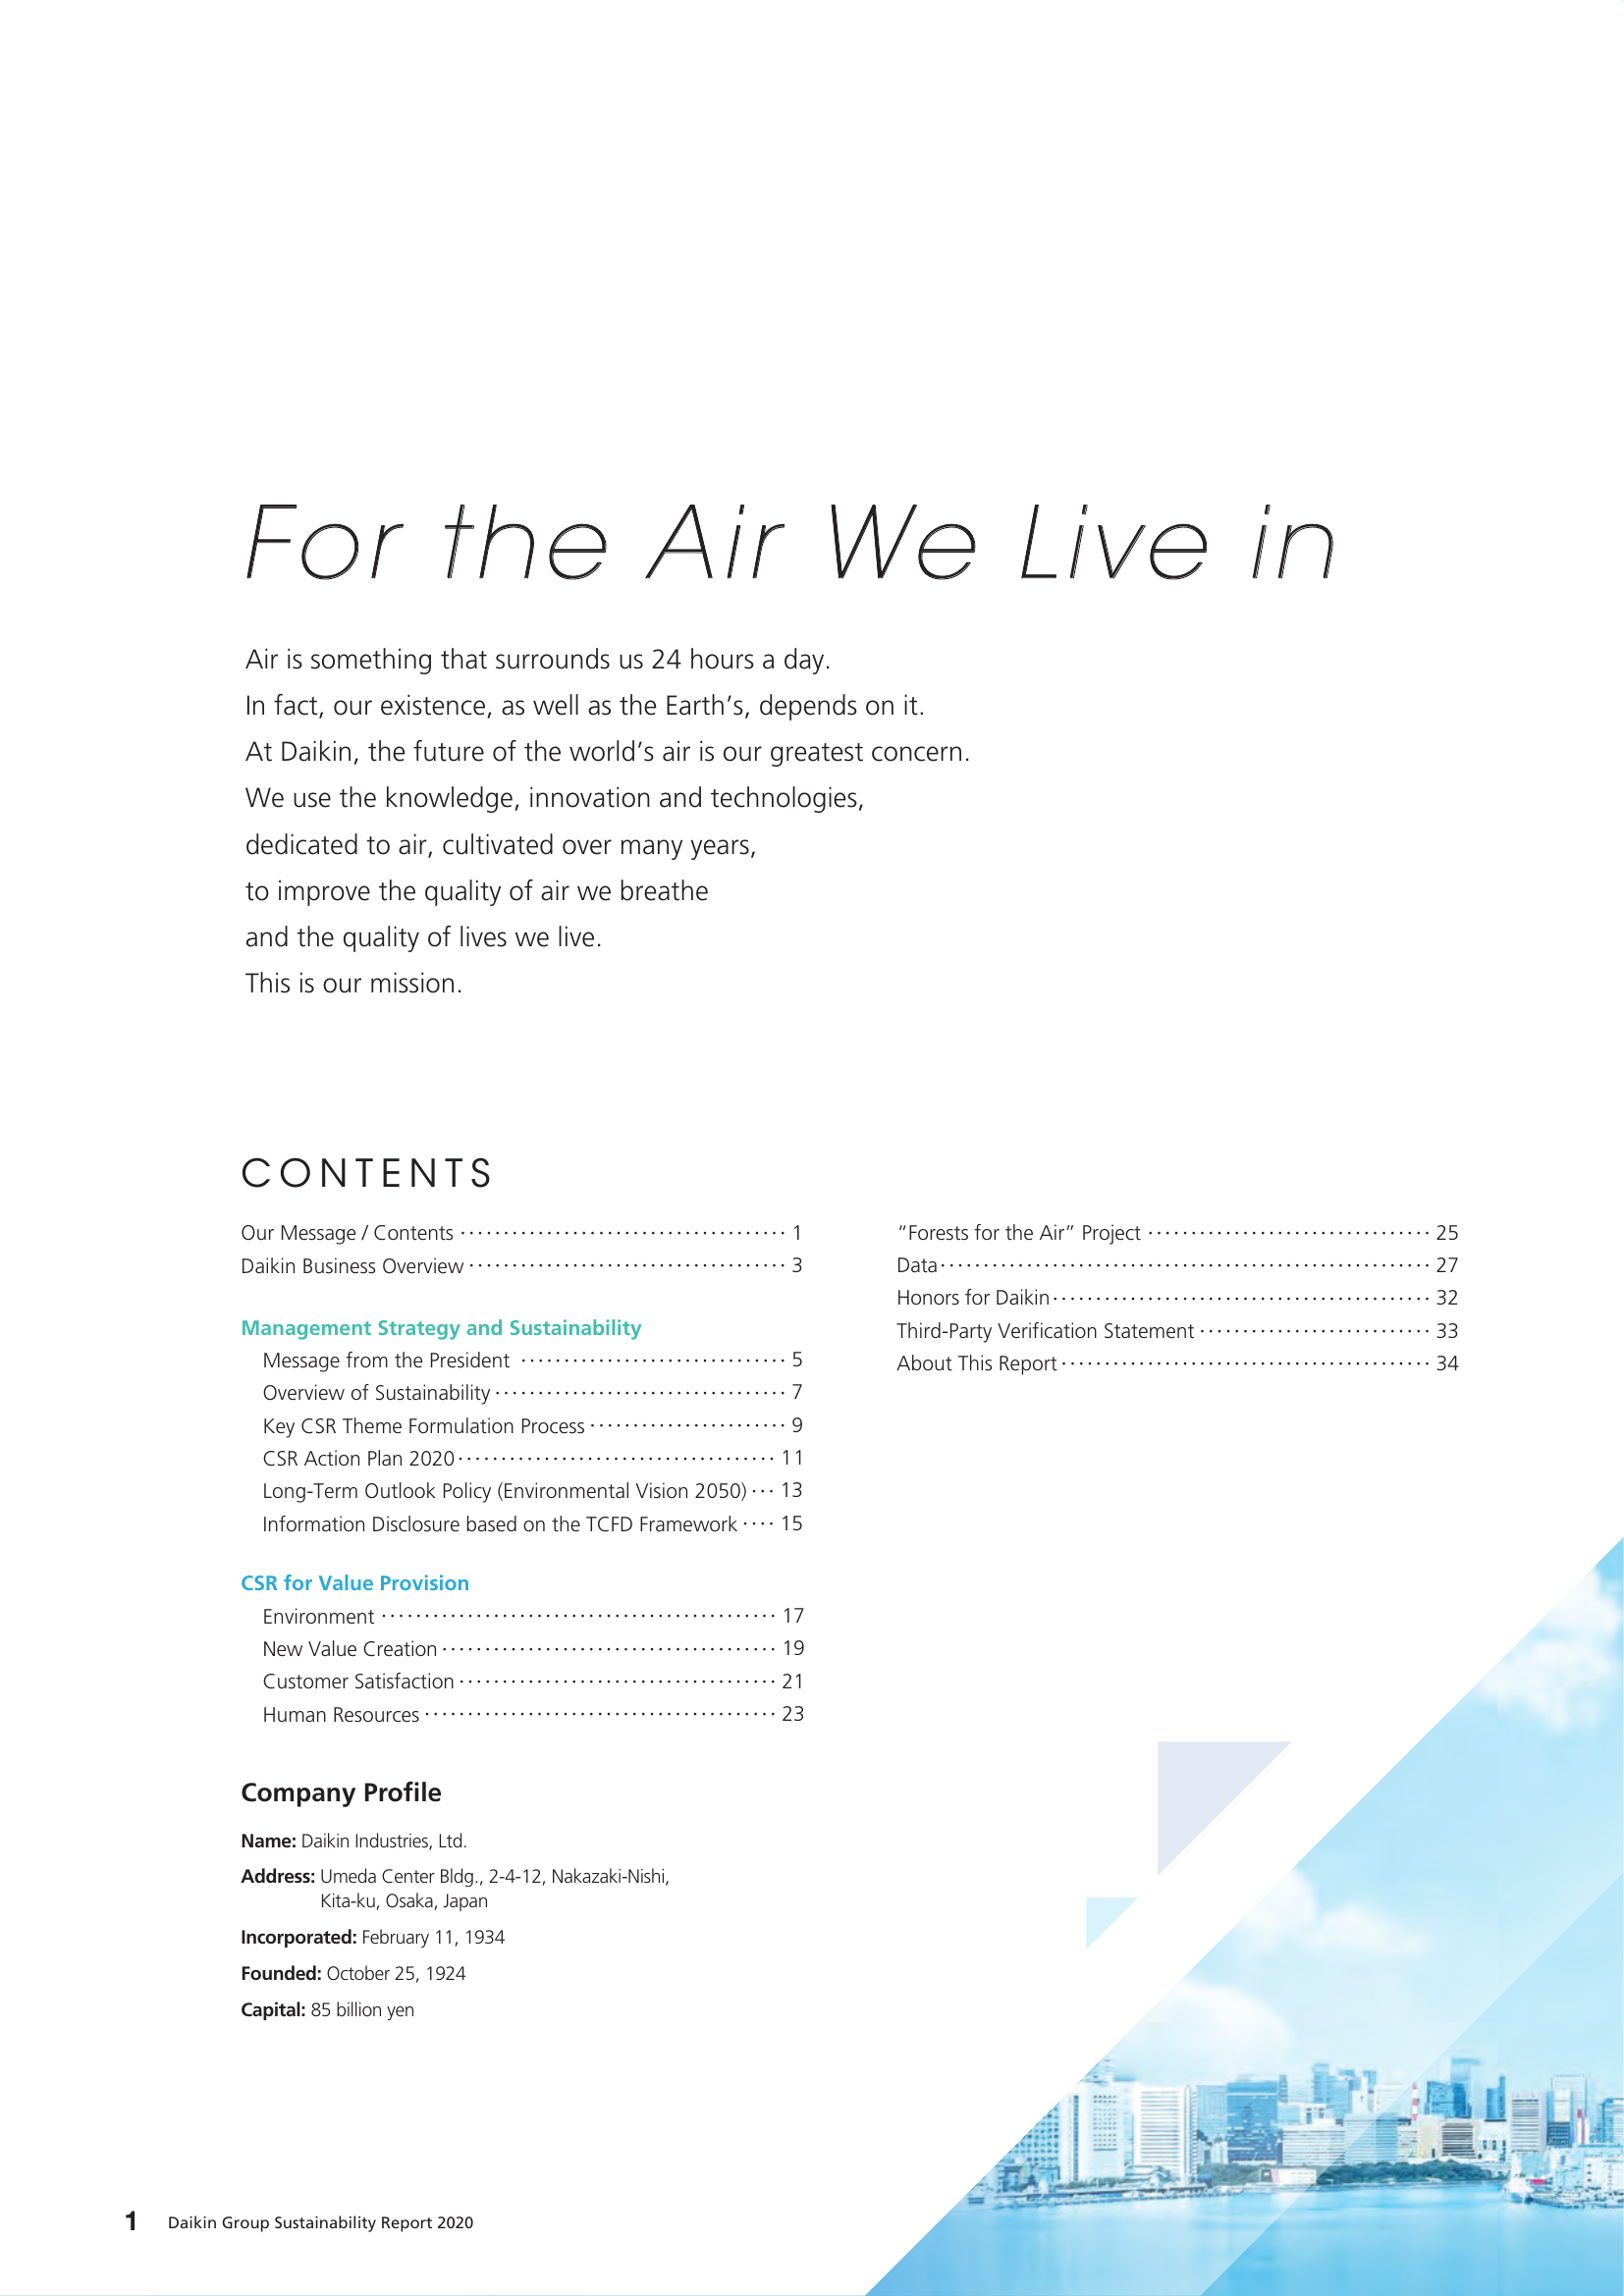 For the Air We Live in
Air is something that surrounds us 24 hours a day.
In fact, our existence, as well as the Earth’s, depends on it.
At Daikin, the future of the world’s air is our greatest concern.
We use the knowledge, innovation and technologies,
dedicated to air, cultivated over many years,
to improve the quality of air we breathe
and the quality of lives we live.
This is our mission.
CONTENTS
Our Message / Contents ····································· 1
Daikin Business Overview ····································· 3
Management Strategy and Sustainability
Message from the President ······························· 5
Overview of Sustainability ·································· 7
Key CSR Theme Formulation Process ······················· 9
CSR Action Plan 2020 ····································· 11
Long-Term Outlook Policy (Environmental Vision 2050) ··· 13
Information Disclosure based on the TCFD Framework ···· 15
CSR for Value Provision
Environment ·············································· 17
New Value Creation ······································· 19
Customer Satisfaction ····································· 21
Human Resources ········································· 23
“Forests for the Air” Project ································· 25
Data ························································· 27
Honors for Daikin ············································ 32
Third-Party Verification Statement ··························· 33
About This Report ··········································· 34
Company Profile
Name: Daikin Industries, Ltd.
Address: Umeda Center Bldg., 2-4-12, Nakazaki-Nishi,
Kita-ku, Osaka, Japan
Incorporated: February 11, 1934
Founded: October 25, 1924
Capital: 85 billion yen
1 Daikin Group Sustainability Report 2020